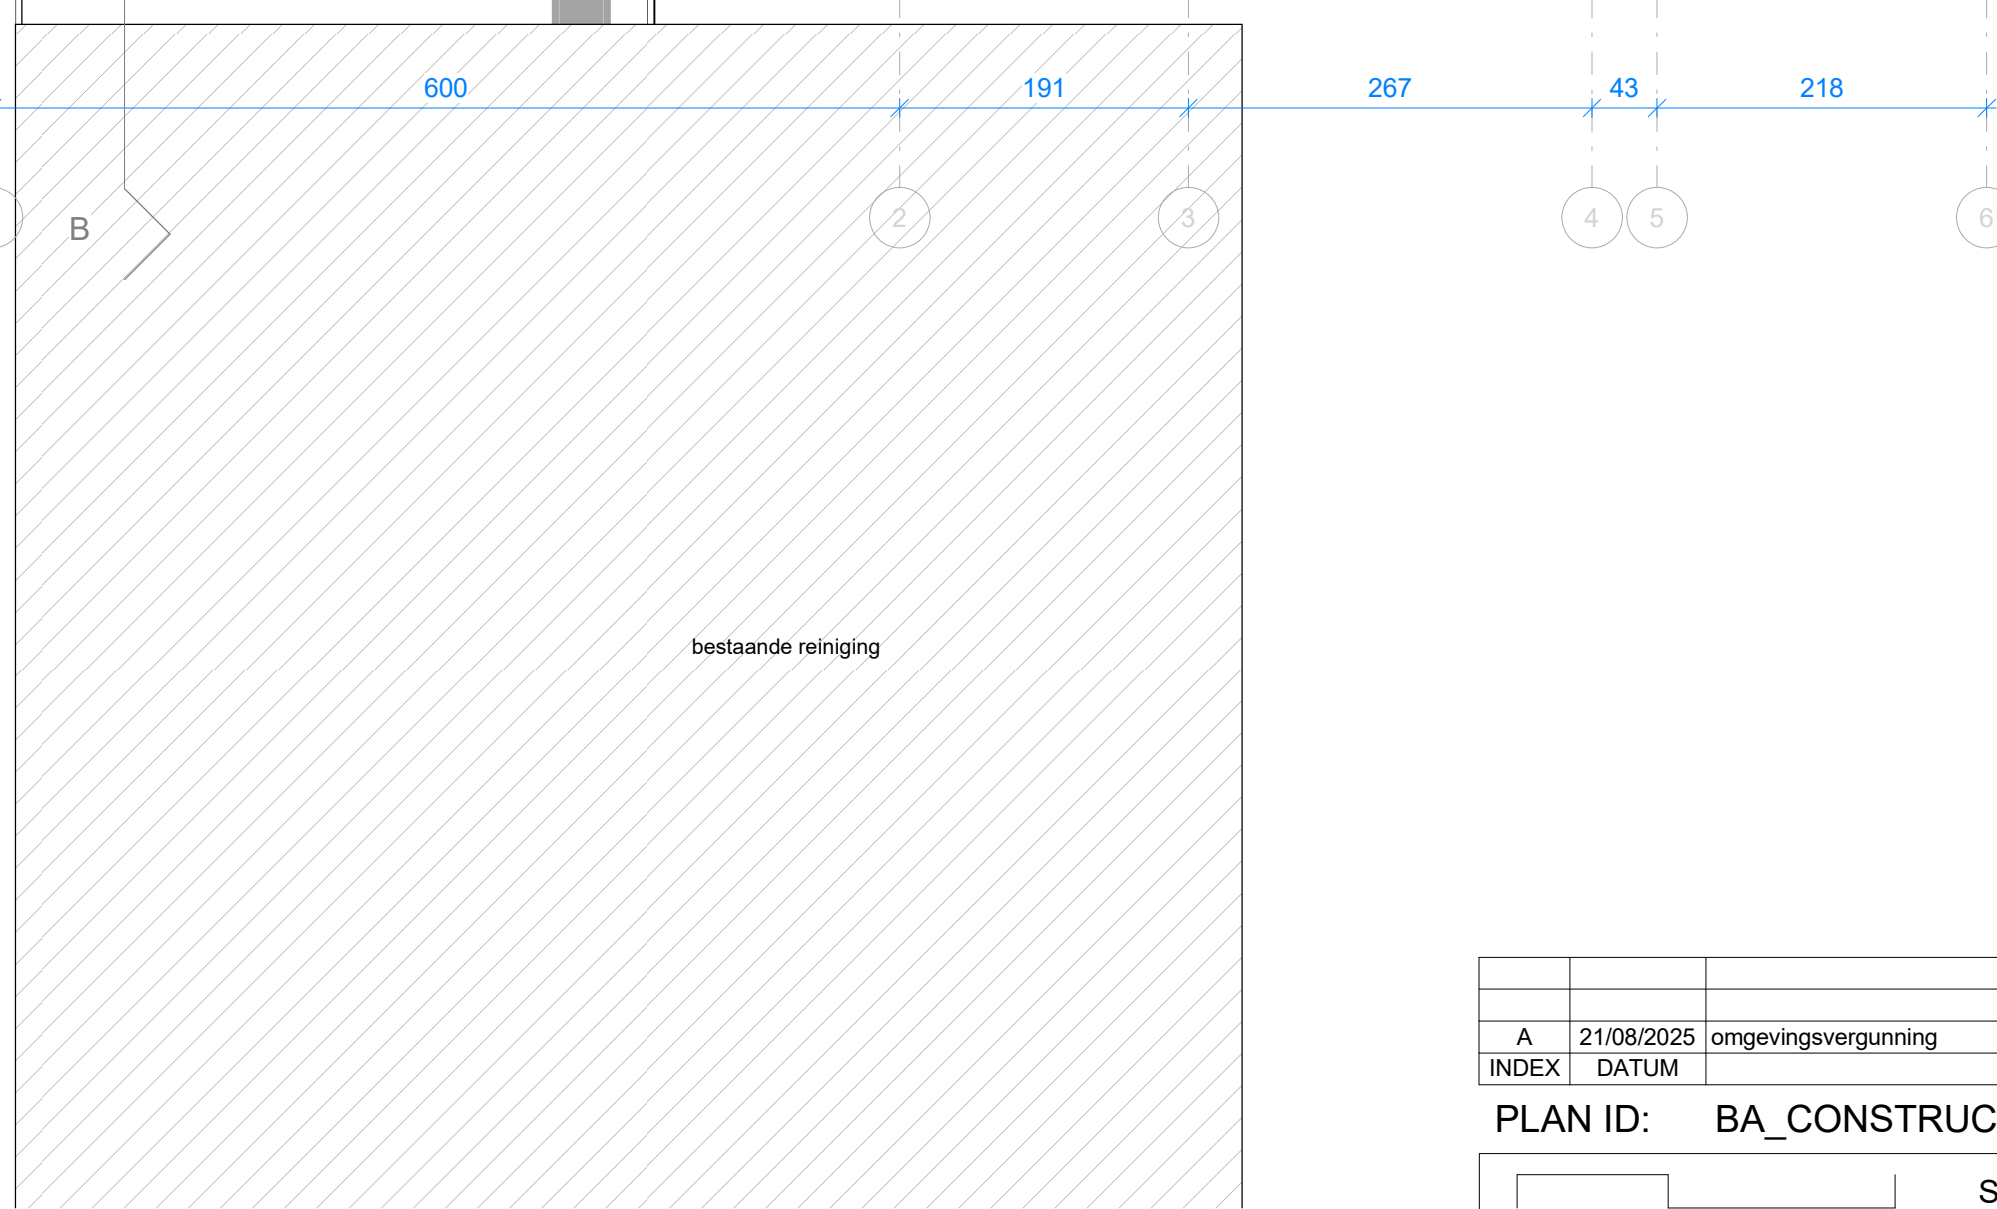 600 191 267 43 218
B 2 3 4 5 6
bestaande reiniging
A 21/08/2025 omgevingsvergunning
INDEX DATUM
PLAN ID: BA_CONSTRUC
S